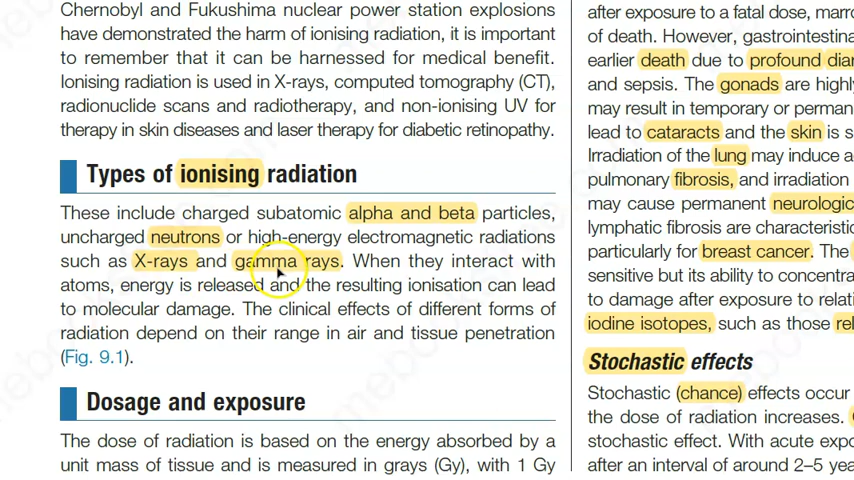 Chernobyl and Fukushima nuclear power station explosions
have demonstrated the harm of ionising radiation, it is important
to remember that it can be harnessed for medical benefit.
Ionising radiation is used in X-rays, computed tomography (CT),
radionuclide scans and radiotherapy, and non-ionising UV for
therapy in skin diseases and laser therapy for diabetic retinopathy.
Types of ionising radiation
These include charged subatomic alpha and beta particles,
uncharged neutrons or high-energy electromagnetic radiations
such as X-rays and gamma rays. When they interact with
atoms, energy is released and the resulting ionisation can lead
to molecular damage. The clinical effects of different forms of
radiation depend on their range in air and tissue penetration
(Fig. 9.1).
Dosage and exposure
The dose of radiation is based on the energy absorbed by a
unit mass of tissue and is measured in grays (Gy), with 1 Gy
after exposure to a fatal dose,
of death. However,
earlier death due to profound
and sepsis. The gonads are
may result in temporary or
lead to cataracts and the skin is
Irradiation of the lung may induce
pulmonary fibrosis, and irradiation
may cause permanent
lymphatic fibrosis are
particularly for breast cancer. The
sensitive but its ability to
to damage after exposure to
iodine isotopes, such as those
Stochastic effects
Stochastic (chance) effects occur
the dose of radiation increases.
stochastic effect. With acute
after an interval of around 2–5